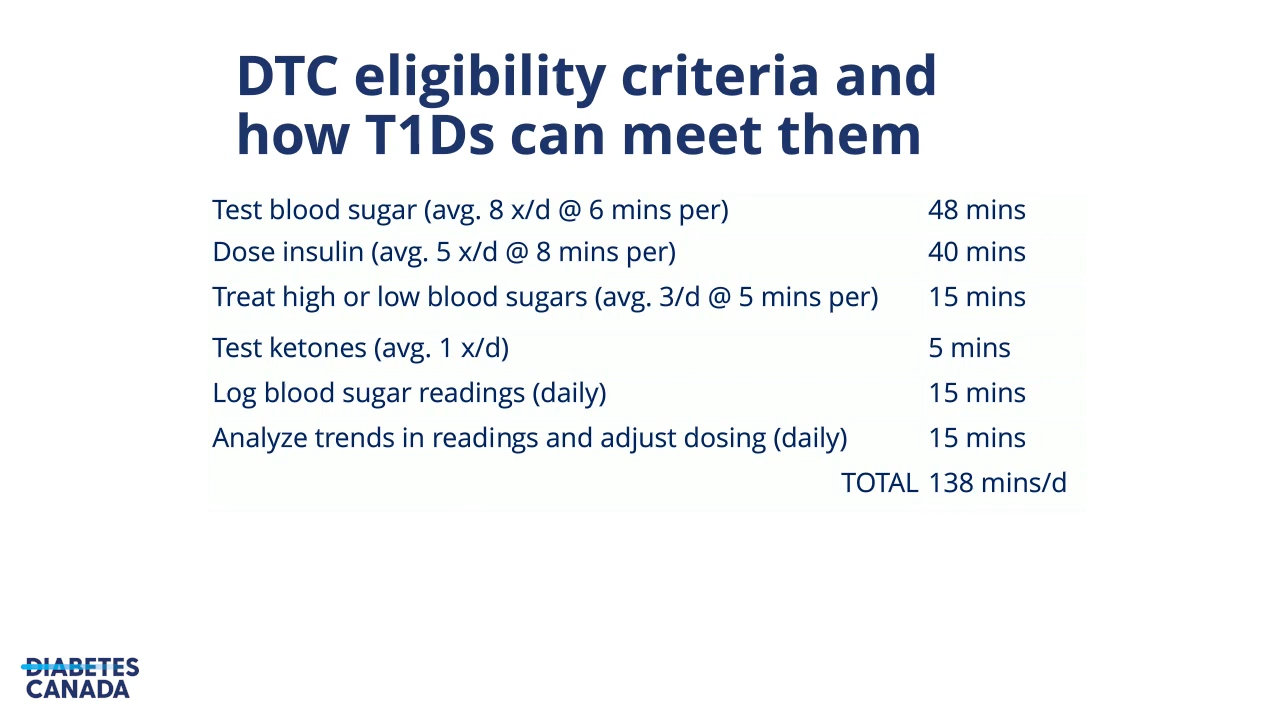 DTC eligibility criteria and
how T1Ds can meet them
Test blood sugar (avg. 8 x/d @ 6 mins per) 48 mins
Dose insulin (avg. 5 x/d @ 8 mins per) 40 mins
Treat high or low blood sugars (avg. 3/d @ 5 mins per) 15 mins
Test ketones (avg. 1 x/d) 5 mins
Log blood sugar readings (daily) 15 mins
Analyze trends in readings and adjust dosing (daily) 15 mins
TOTAL 138 mins/d
DIABETES
CANADA